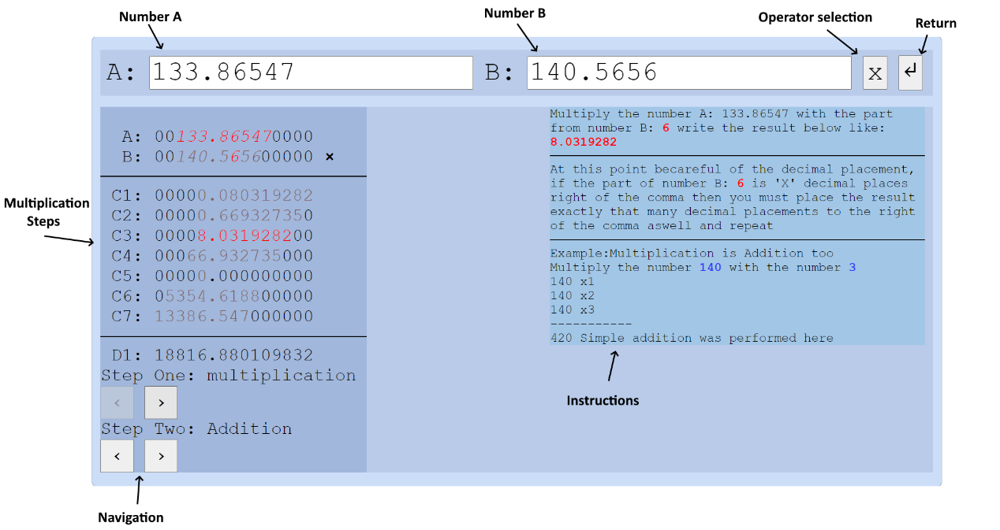 Number A
Number B
Operator selection
Return
A: 133.86547 B: 140.5656 x ↵
A: 00133.865470000
B: 00140.565600000 ×
C1: 00000.080319282
C2: 00000.669327350
C3: 00008.031928200
C4: 00066.932735000
C5: 00000.000000000
C6: 05354.618800000
C7: 13386.547000000
D1: 18816.880109832
Step One: multiplication
< >
Step Two: Addition
< >
Multiply the number A: 133.86547 with the part
from number B: 6 write the result below like:
8.0319282
At this point becareful of the decimal placement,
if the part of number B: 6 is 'X' decimal places
right of the comma then you must place the result
exactly that many decimal placements to the right
of the comma aswell and repeat
Example:Multiplication is Addition too
Multiply the number 140 with the number 3
140 x1
140 x2
140 x3
-----------
420 Simple addition was performed here
Multiplication
Steps
Instructions
Navigation